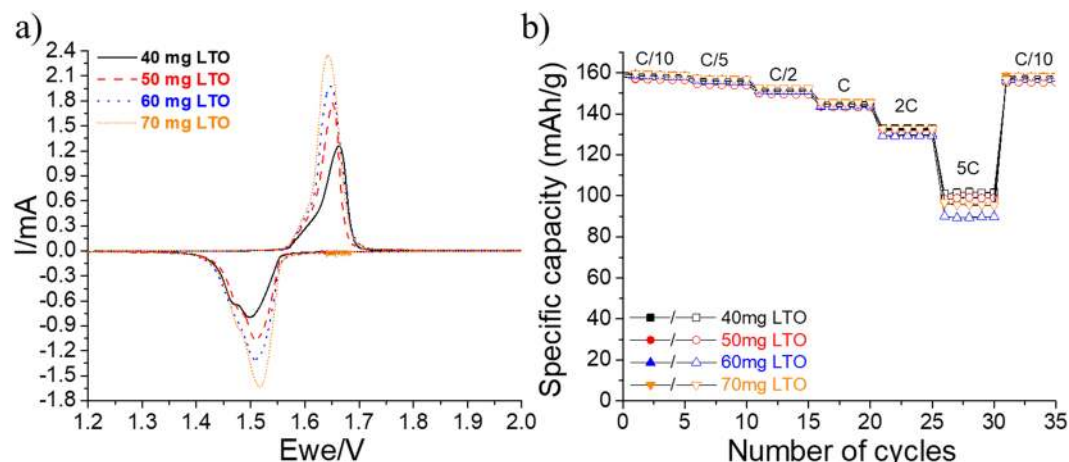 a)
40 mg LTO
50 mg LTO
60 mg LTO
70 mg LTO
2.4
2.1
1.8
1.5
1.2
0.9
0.6
0.3
0.0
-0.3
-0.6
-0.9
-1.2
-1.5
-1.8
I/mA
1.2 1.3 1.4 1.5 1.6 1.7 1.8 1.9 2.0
Ewe/V
b)
160
140
120
100
80
60
40
150
0
Specific capacity (mAh/g)
C/10 C/5 C/2 C 2C 5C C/10
/ 40mg LTO
/ 50mg LTO
/ 60mg LTO
/ 70mg LTO
0 5 10 15 20 25 30 35
Number of cycles